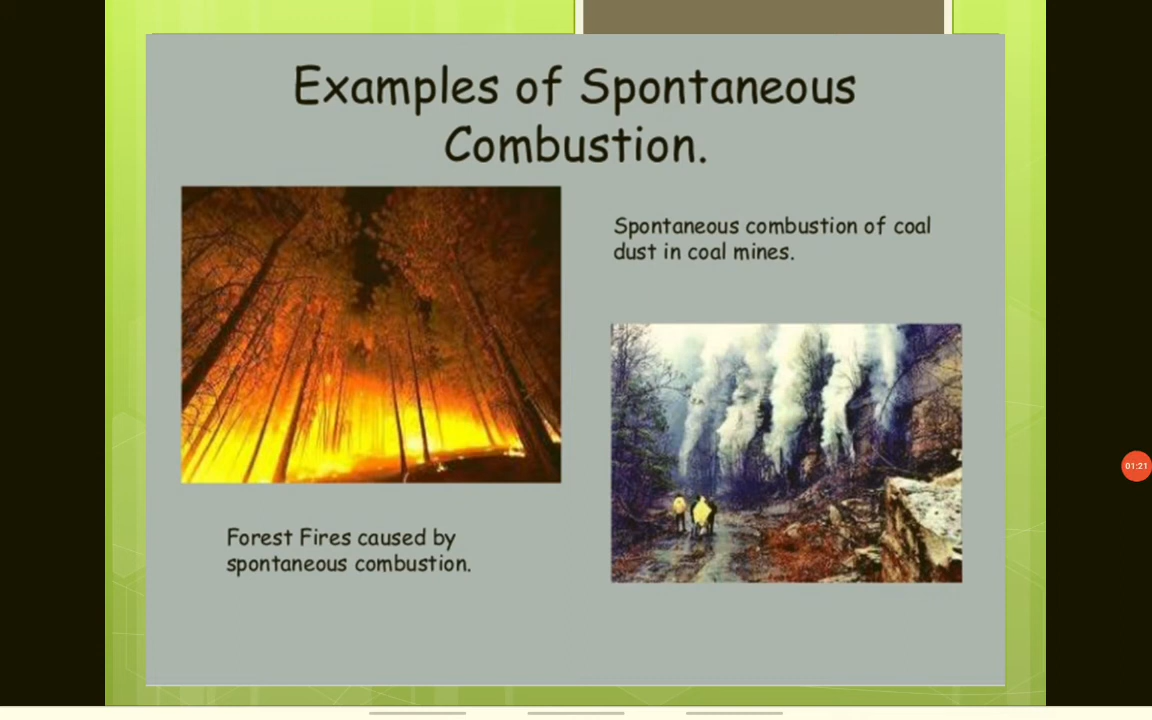 Examples of Spontaneous
Combustion.
Spontaneous combustion of coal
dust in coal mines.
Forest Fires caused by
spontaneous combustion.
01:21